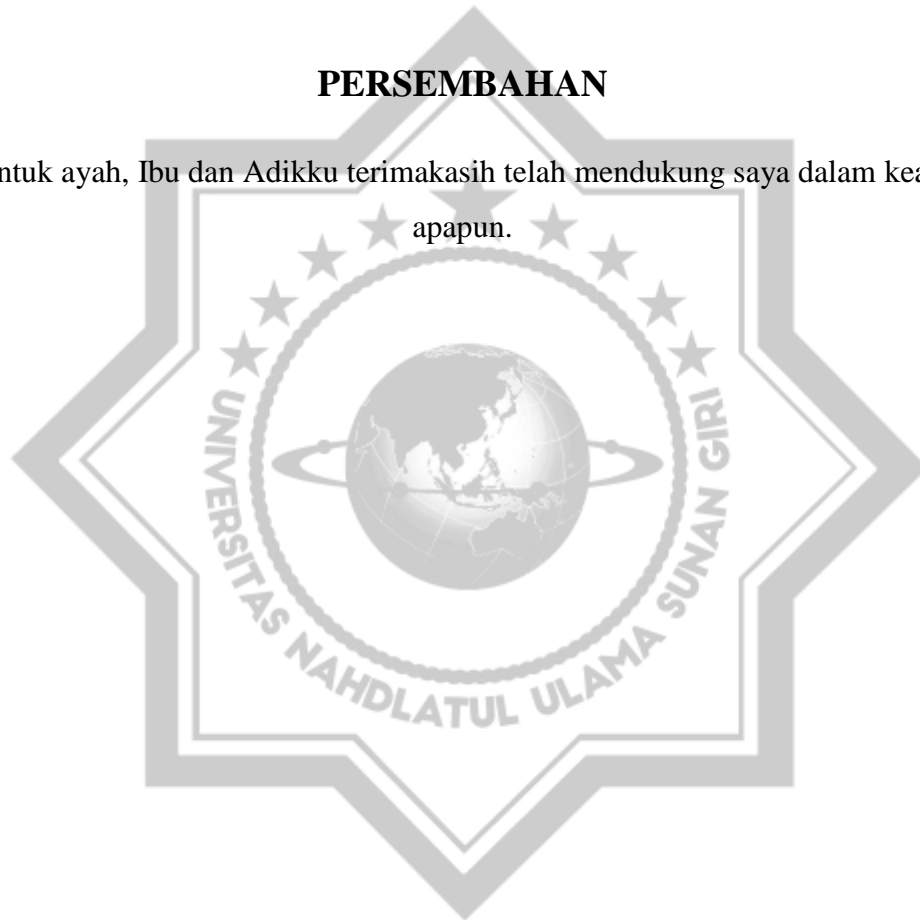 PERSEMBAHAN
ntuk ayah, Ibu dan Adikku terimakasih telah mendukung saya dalam kea
apapun.
UNIVERSITAS NAHDLATUL ULAMA SUNAN GIRI